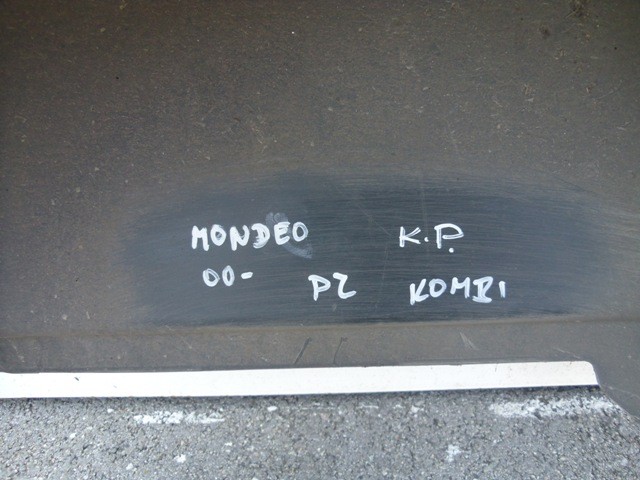 MONDEO K.P.
00- PZ KOMBI